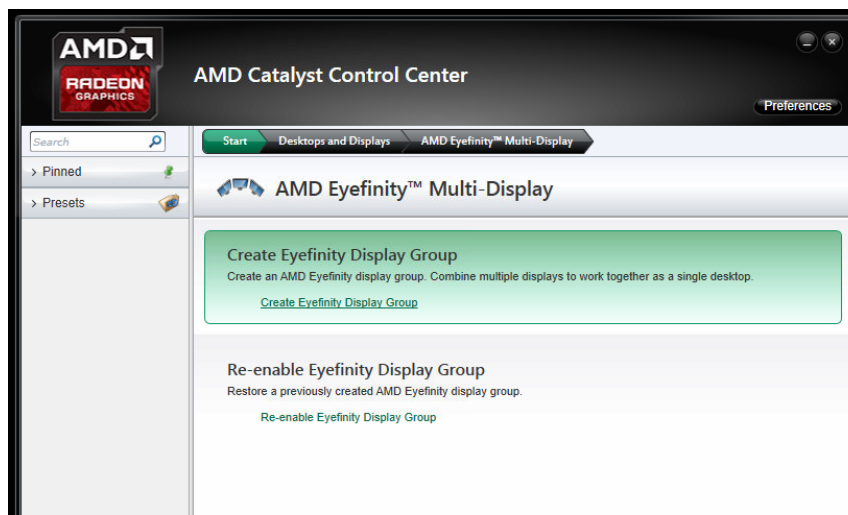 AMD
RADEON
GRAPHICS
AMD Catalyst Control Center
Preferences
Search
Start Desktops and Displays AMD Eyefinity™ Multi-Display
> Pinned
> Presets
AMD Eyefinity™ Multi-Display
Create Eyefinity Display Group
Create an AMD Eyefinity display group. Combine multiple displays to work together as a single desktop.
Create Eyefinity Display Group
Re-enable Eyefinity Display Group
Restore a previously created AMD Eyefinity display group.
Re-enable Eyefinity Display Group